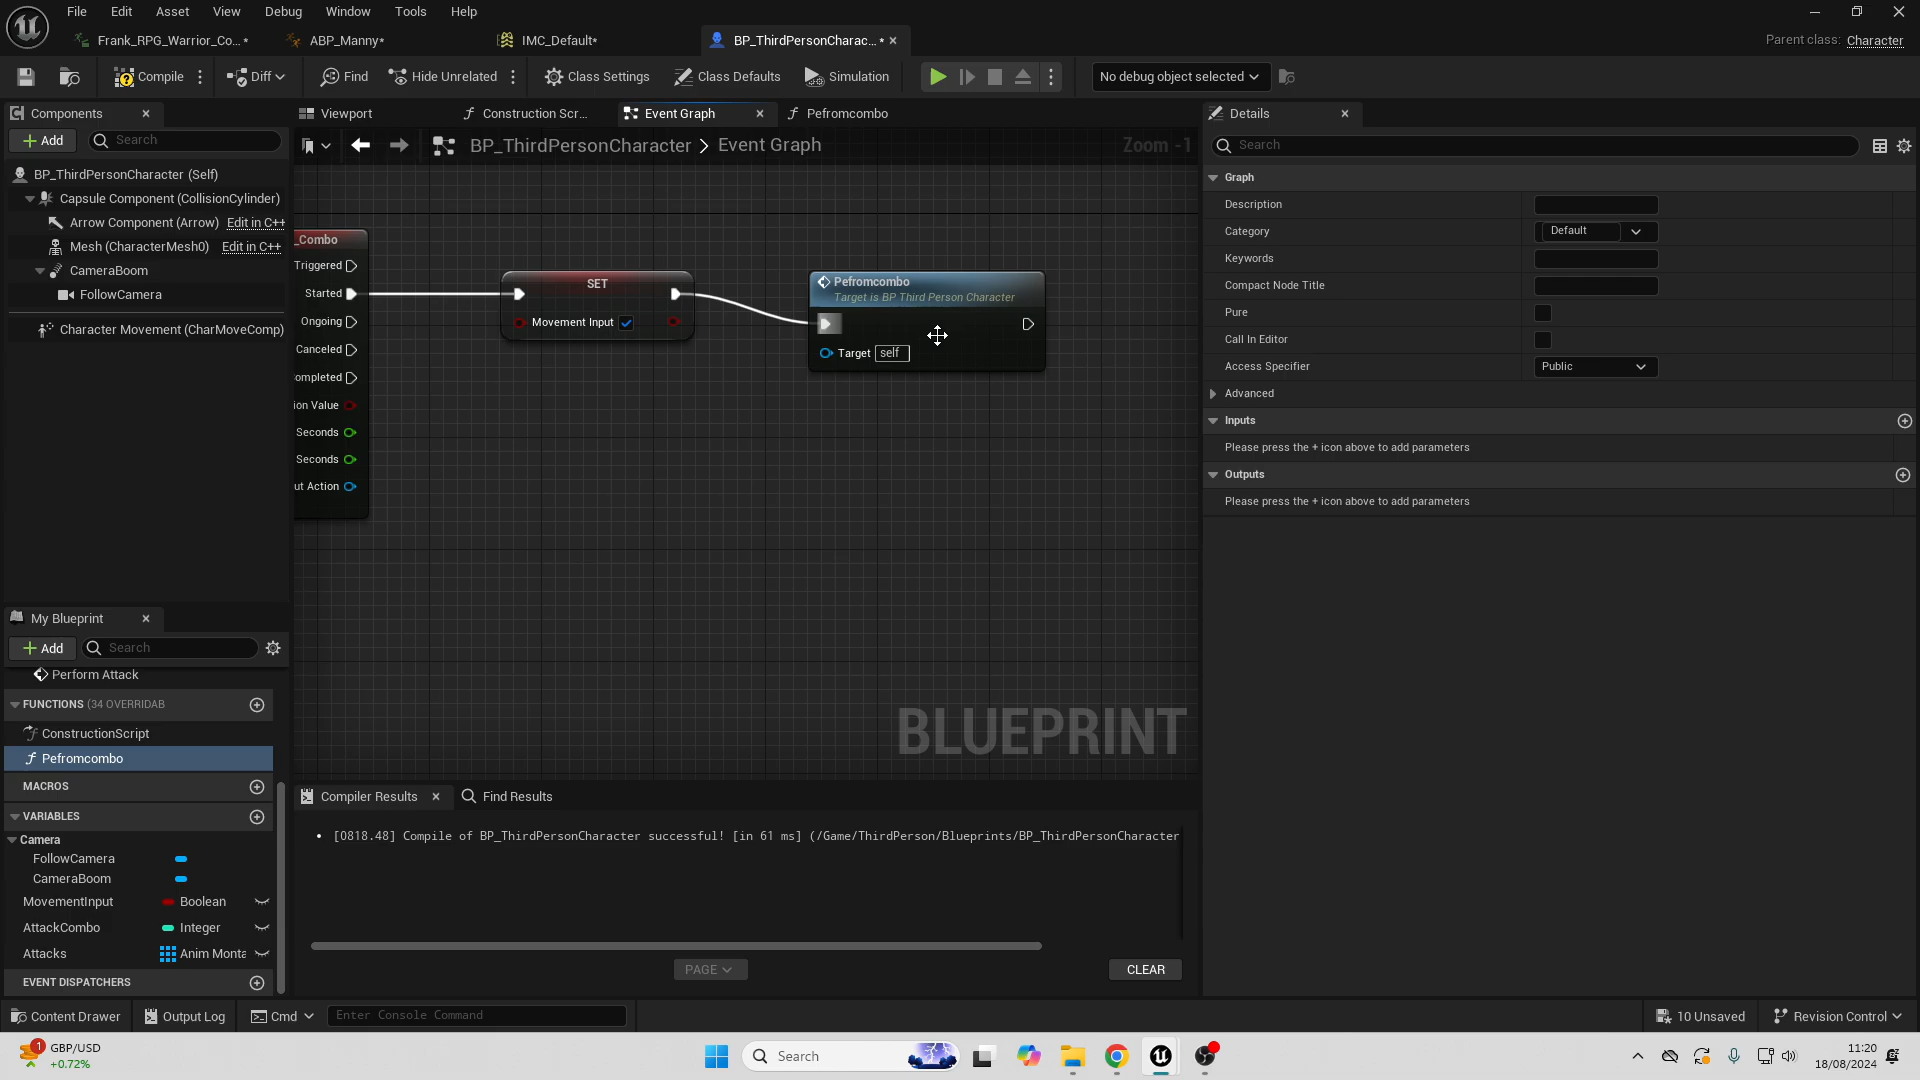 File Edit Asset View Debug Window Tools Help
Frank_RPG_Warrior_Co... *
ABP_Manny*
IMC_Default*
BP_ThirdPersonCharac... *
Parent class: Character
Compile
Diff
Find
Hide Unrelated
Class Settings
Class Defaults
Simulation
No debug object selected
Components
Add
Search
BP_ThirdPersonCharacter (Self)
Capsule Component (CollisionCylinder)
Arrow Component (Arrow) Edit in C++
Mesh (CharacterMesh0) Edit in C++
CameraBoom
FollowCamera
Character Movement (CharMoveComp)
My Blueprint
Add
Search
Perform Attack
FUNCTIONS (34 OVERRIDAB
ConstructionScript
Pefromcombo
MACROS
VARIABLES
Camera
FollowCamera
CameraBoom
MovementInput Boolean
AttackCombo Integer
Attacks Anim Monta
EVENT DISPATCHERS
Viewport
Construction Scr...
Event Graph
Pefromcombo
BP_ThirdPersonCharacter > Event Graph
Zoom -1
_Combo
Triggered
Started
Ongoing
Canceled
ompleted
ion Value
Seconds
Seconds
ut Action
SET
Movement Input
Pefromcombo
Target is BP Third Person Character
Target self
BLUEPRINT
Compiler Results
Find Results
• [0818.48] Compile of BP_ThirdPersonCharacter successful! [in 61 ms] (/Game/ThirdPerson/Blueprints/BP_ThirdPersonCharacter
PAGE
CLEAR
Details
Search
Graph
Description
Category Default
Keywords
Compact Node Title
Pure
Call In Editor
Access Specifier Public
Advanced
Inputs
Please press the + icon above to add parameters
Outputs
Please press the + icon above to add parameters
Content Drawer
Output Log
Cmd
Enter Console Command
10 Unsaved
Revision Control
1
GBP/USD
+0.72%
Search
11:20
18/08/2024